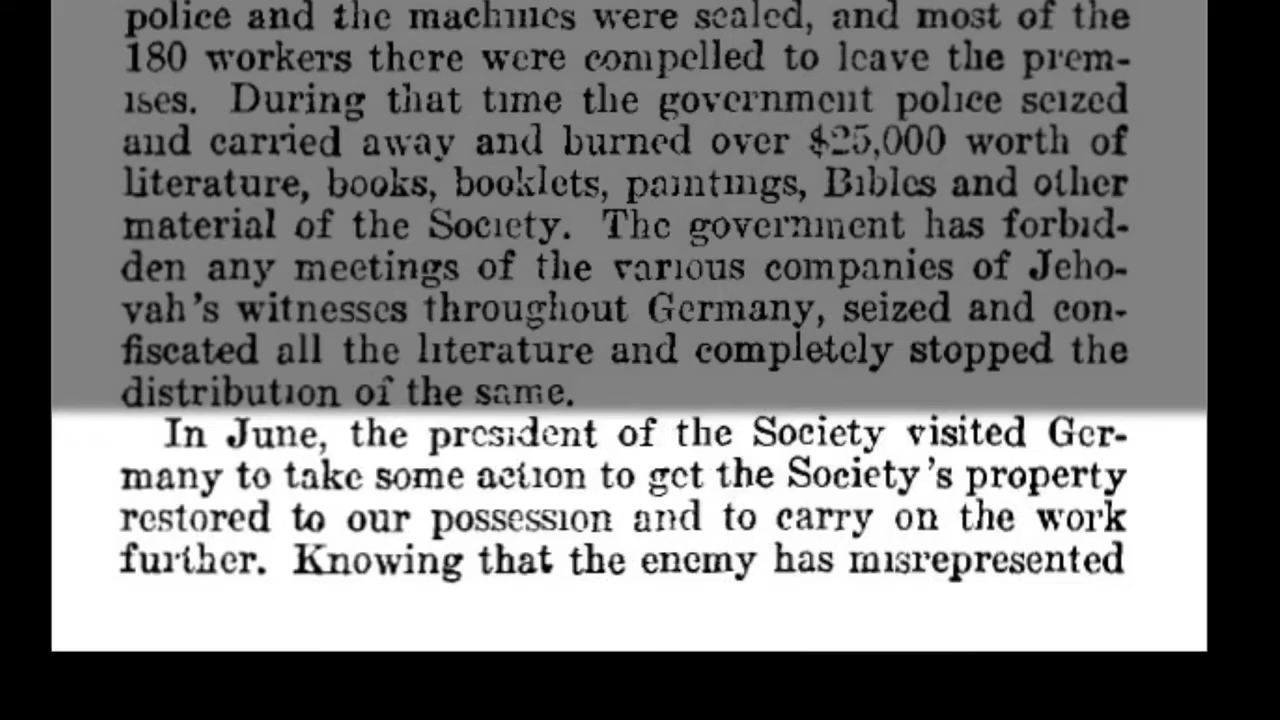 police and the machines were sealed, and most of the
180 workers there were compelled to leave the prem-
ises. During that time the government police seized
and carried away and burned over $25,000 worth of
literature, books, booklets, paintings, Bibles and other
material of the Society. The government has forbid-
den any meetings of the various companies of Jeho-
vah's witnesses throughout Germany, seized and con-
fiscated all the literature and completely stopped the
distribution of the same.
In June, the president of the Society visited Ger-
many to take some action to get the Society's property
restored to our possession and to carry on the work
further. Knowing that the enemy has misrepresented